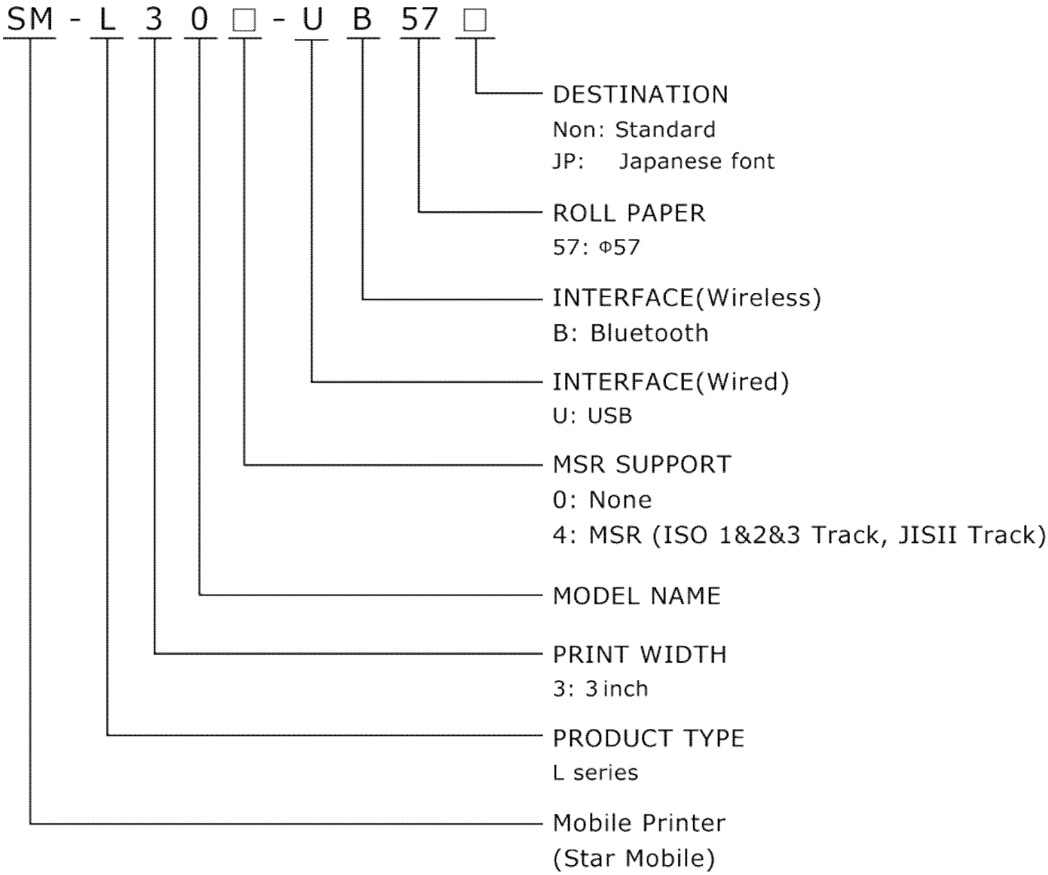 SM - L 3 0 □ - U B 57 □
DESTINATION
Non: Standard
JP: Japanese font
ROLL PAPER
57: Φ57
INTERFACE(Wireless)
B: Bluetooth
INTERFACE(Wired)
U: USB
MSR SUPPORT
0: None
4: MSR (ISO 1&2&3 Track, JISII Track)
MODEL NAME
PRINT WIDTH
3: 3 inch
PRODUCT TYPE
L series
Mobile Printer
(Star Mobile)